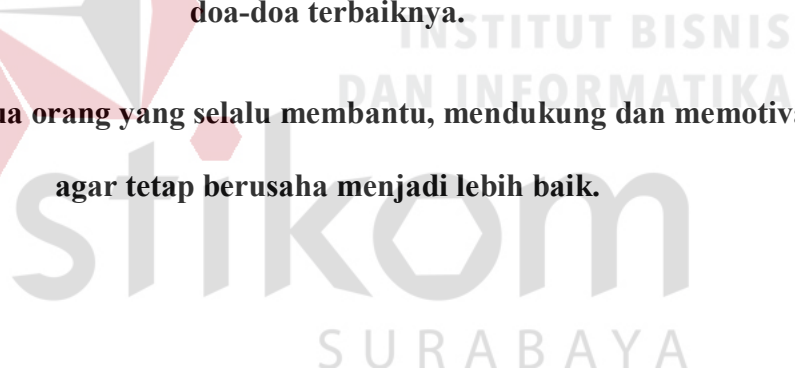 doa-doa terbaiknya.
INSTITUT BISNIS
DAN INFORMATIKA
orang yang selalu membantu, mendukung dan
agar tetap berusaha menjadi lebih baik.
stikom
SURABAYA